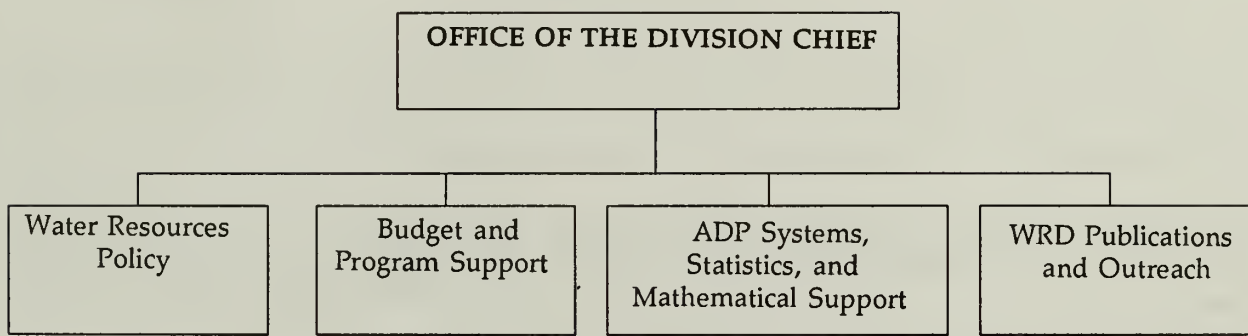 OFFICE OF THE DIVISION CHIEF
Water Resources
Policy
Budget and
Program Support
ADP Systems,
Statistics, and
Mathematical Support
WRD Publications
and Outreach